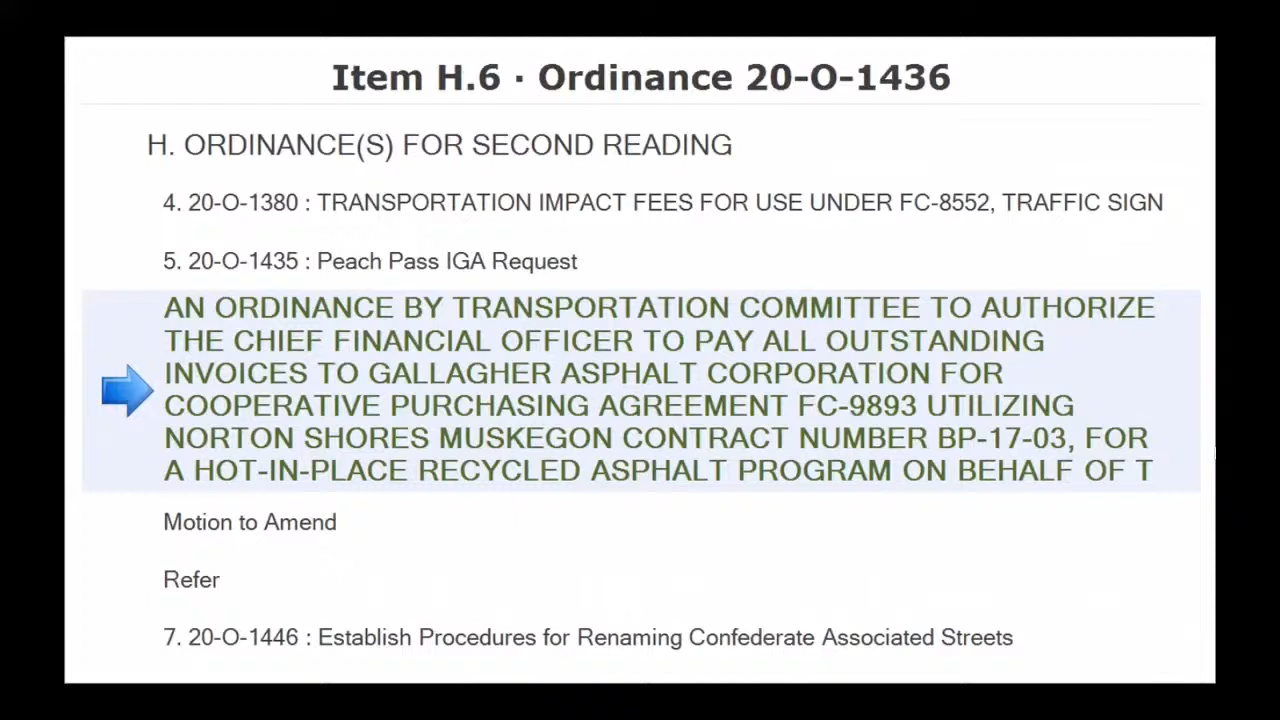 Item H.6 · Ordinance 20-O-1436
H. ORDINANCE(S) FOR SECOND READING
4. 20-O-1380 : TRANSPORTATION IMPACT FEES FOR USE UNDER FC-8552, TRAFFIC SIGN
5. 20-O-1435 : Peach Pass IGA Request
AN ORDINANCE BY TRANSPORTATION COMMITTEE TO AUTHORIZE
THE CHIEF FINANCIAL OFFICER TO PAY ALL OUTSTANDING
INVOICES TO GALLAGHER ASPHALT CORPORATION FOR
COOPERATIVE PURCHASING AGREEMENT FC-9893 UTILIZING
NORTON SHORES MUSKEGON CONTRACT NUMBER BP-17-03, FOR
A HOT-IN-PLACE RECYCLED ASPHALT PROGRAM ON BEHALF OF T
Motion to Amend
Refer
7. 20-O-1446 : Establish Procedures for Renaming Confederate Associated Streets